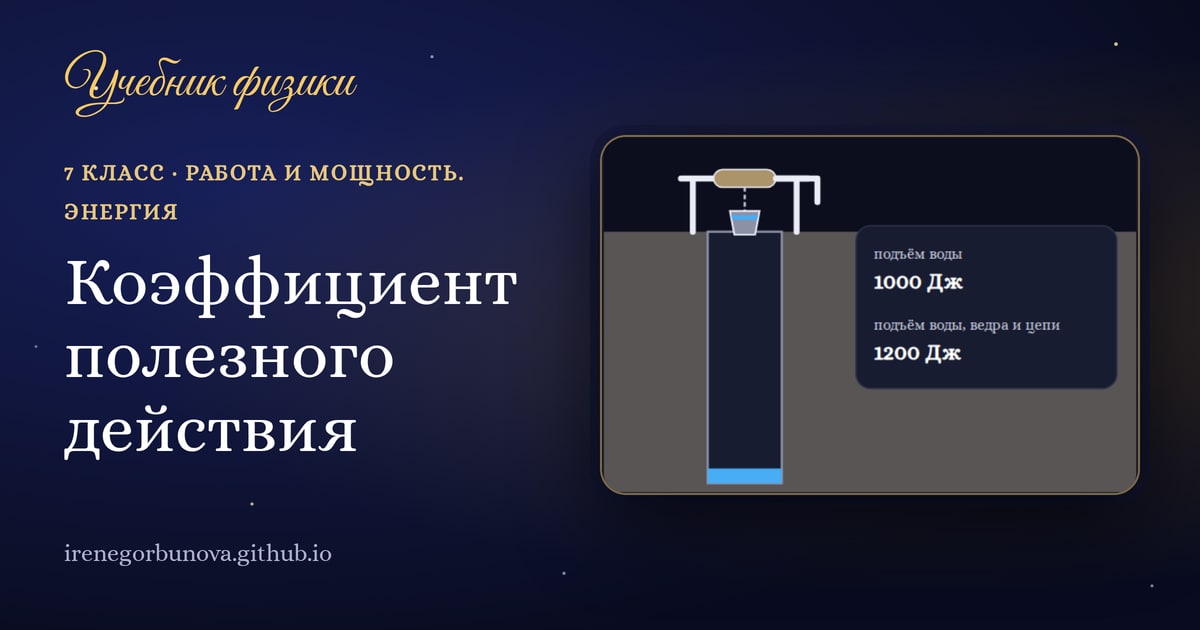 Учебник физики
7 КЛАСС · РАБОТА И МОЩНОСТЬ.
ЭНЕРГИЯ
Коэффициент
полезного
действия
irenegorbunova.github.io
подъём воды
1000 Дж
подъём воды, ведра и цепи
1200 Дж